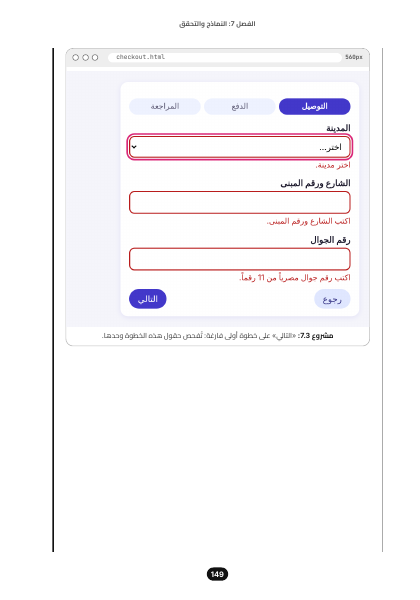 الفصل 7: النماذج والتحقق
checkout.html
560px
التوصيل
الدفع
المراجعة
المدينة
اختر...
اختر مدينة.
الشارع ورقم المبنى
اكتب الشارع ورقم المبنى.
رقم الجوال
اكتب رقم جوال مصرياً من 11 رقماً.
رجوع
التالي
مشروع 7.3: «التالي» على خطوة أولى فارغة: تُفحص حقول هذه الخطوة وحدها.
149